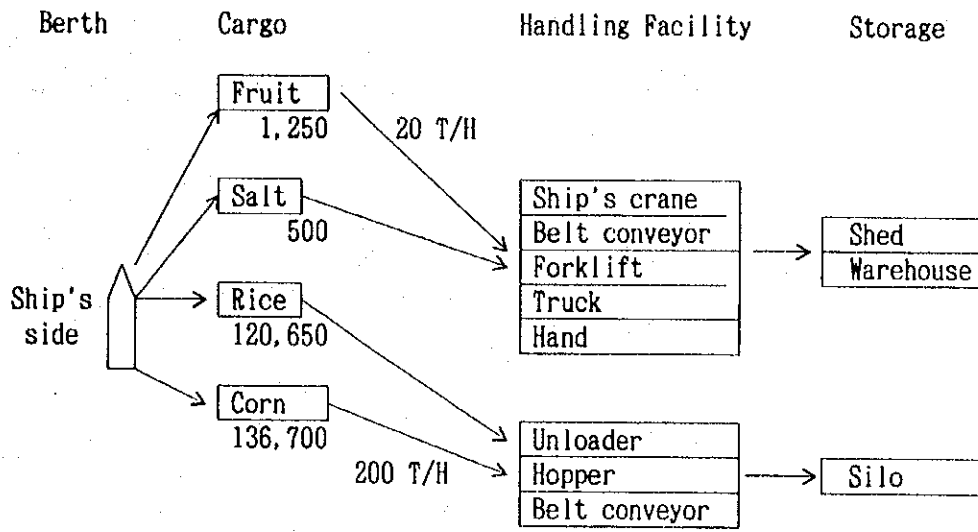 Berth Cargo Handling Facility Storage
Fruit
1,250
20 T/H
Salt
500
Ship's crane
Belt conveyor
Forklift
Truck
Hand
Shed
Warehouse
Ship's
side
Rice
120,650
Corn
136,700
200 T/H
Unloader
Hopper
Belt conveyor
Silo